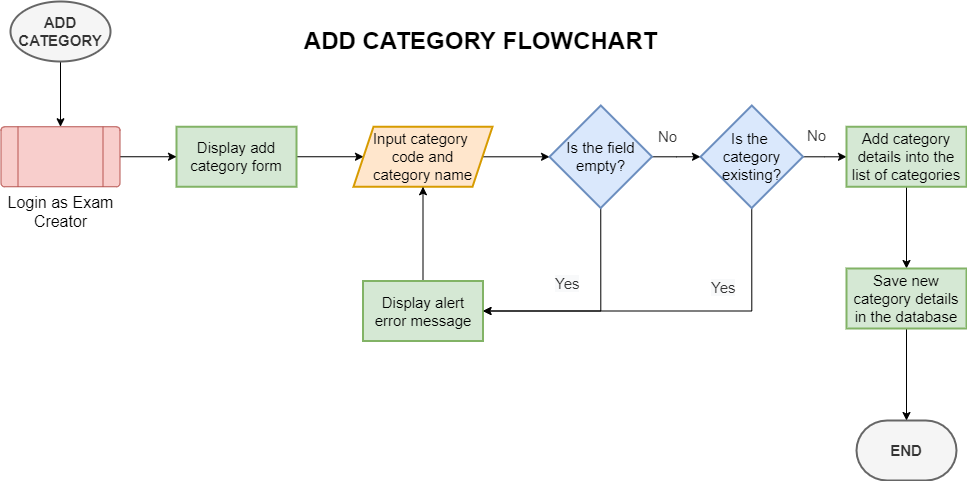 ADD
CATEGORY
ADD CATEGORY FLOWCHART
Login as Exam
Creator
Display add
category form
Input category
code and
category name
Is the field
empty?
No
Is the
category
existing?
No
Add category
details into the
list of categories
Yes
Yes
Display alert
error message
Save new
category details
in the database
END